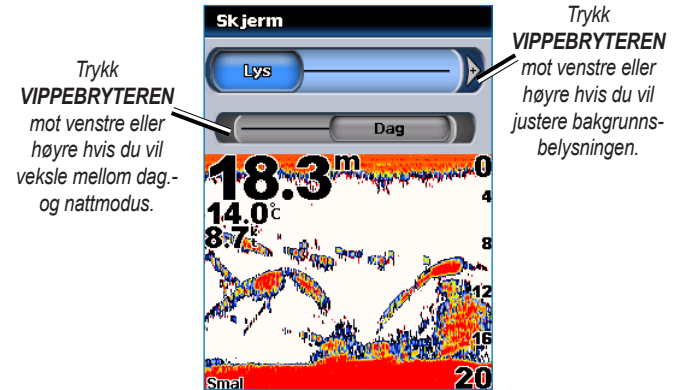 Trykk
VIPPEBRYTEREN
mot venstre eller
høyre hvis du vil
veksle mellom dag.-
og nattmodus.
Skjerm
Lys
+
Dag
18.3m
0
14.0°C
4
8.7kt
8
12
16
Smal
20
Trykk
VIPPEBRYTEREN
mot venstre eller
høyre hvis du vil
justere bakgrunns-
belysningen.